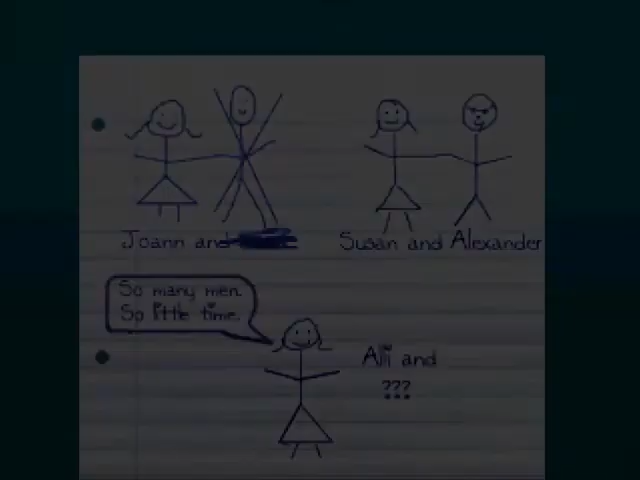 Joann and
Susan and Alexander
So many men.
So little time.
Alli and
???